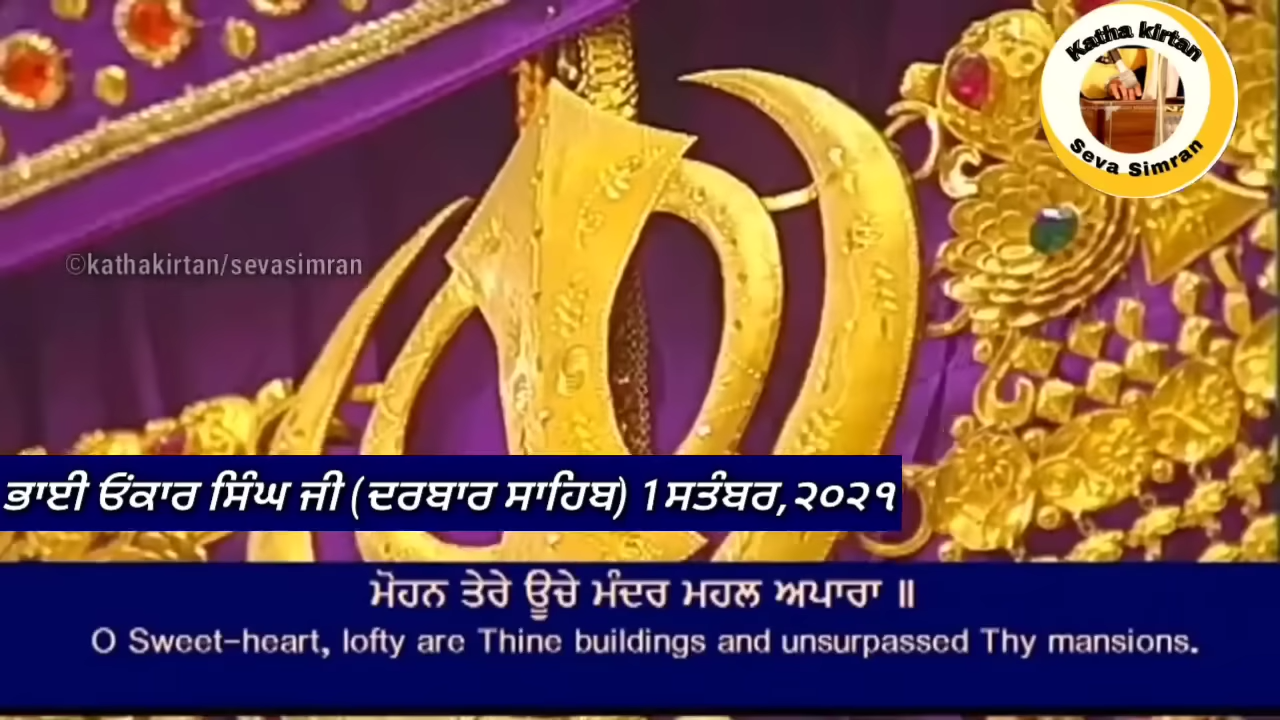 Katha kirtan
Seva Simran
©kathakirtan/sevasimran
ਭਾਈ ਓਂਕਾਰ ਸਿੰਘ ਜੀ (ਦਰਬਾਰ ਸਾਹਿਬ) 1 ਸਤੰਬਰ, ੨੦੨੧
ਮੋਹਨ ਤੇਰੇ ਊਚੇ ਮੰਦਰ ਮਹਲ ਅਪਾਰਾ ॥
O Sweet-heart, lofty are Thine buildings and unsurpassed Thy mansions.